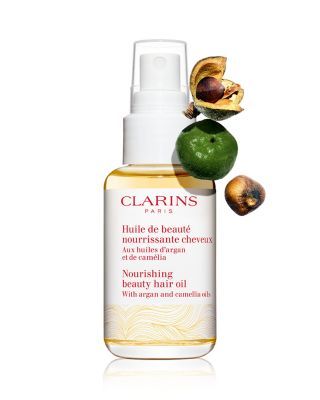 CLARINS
PARIS
Huile de beauté
nourrissante cheveux
Aux huiles d'argan
et de camélia
Nourishing
beauty hair oil
With argan and camellia oils